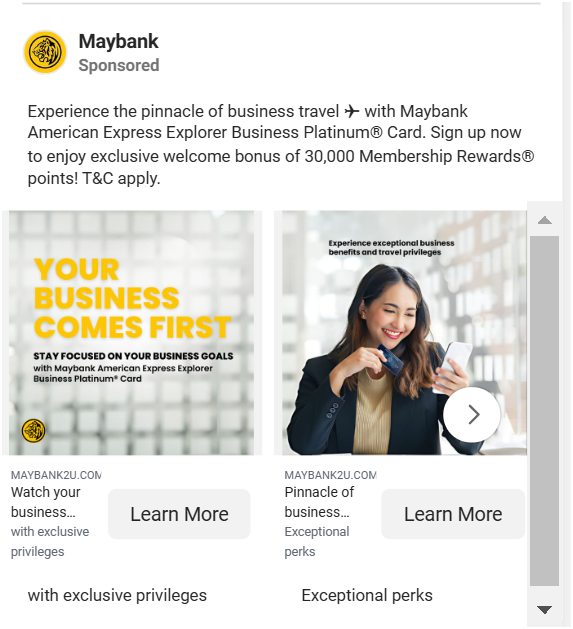 Maybank
Sponsored
Experience the pinnacle of business travel ✈ with Maybank
American Express Explorer Business Platinum® Card. Sign up now
to enjoy exclusive welcome bonus of 30,000 Membership Rewards®
points! T&C apply.
YOUR
BUSINESS
COMES FIRST
STAY FOCUSED ON YOUR BUSINESS GOALS
with Maybank American Express Explorer
Business Platinum® Card
Experience exceptional business
benefits and travel privileges
MAYBANK2U.COM
Watch your
business...
with exclusive
privileges
Learn More
MAYBANK2U.COM
Pinnacle of
business...
Exceptional
perks
Learn More
with exclusive privileges
Exceptional perks